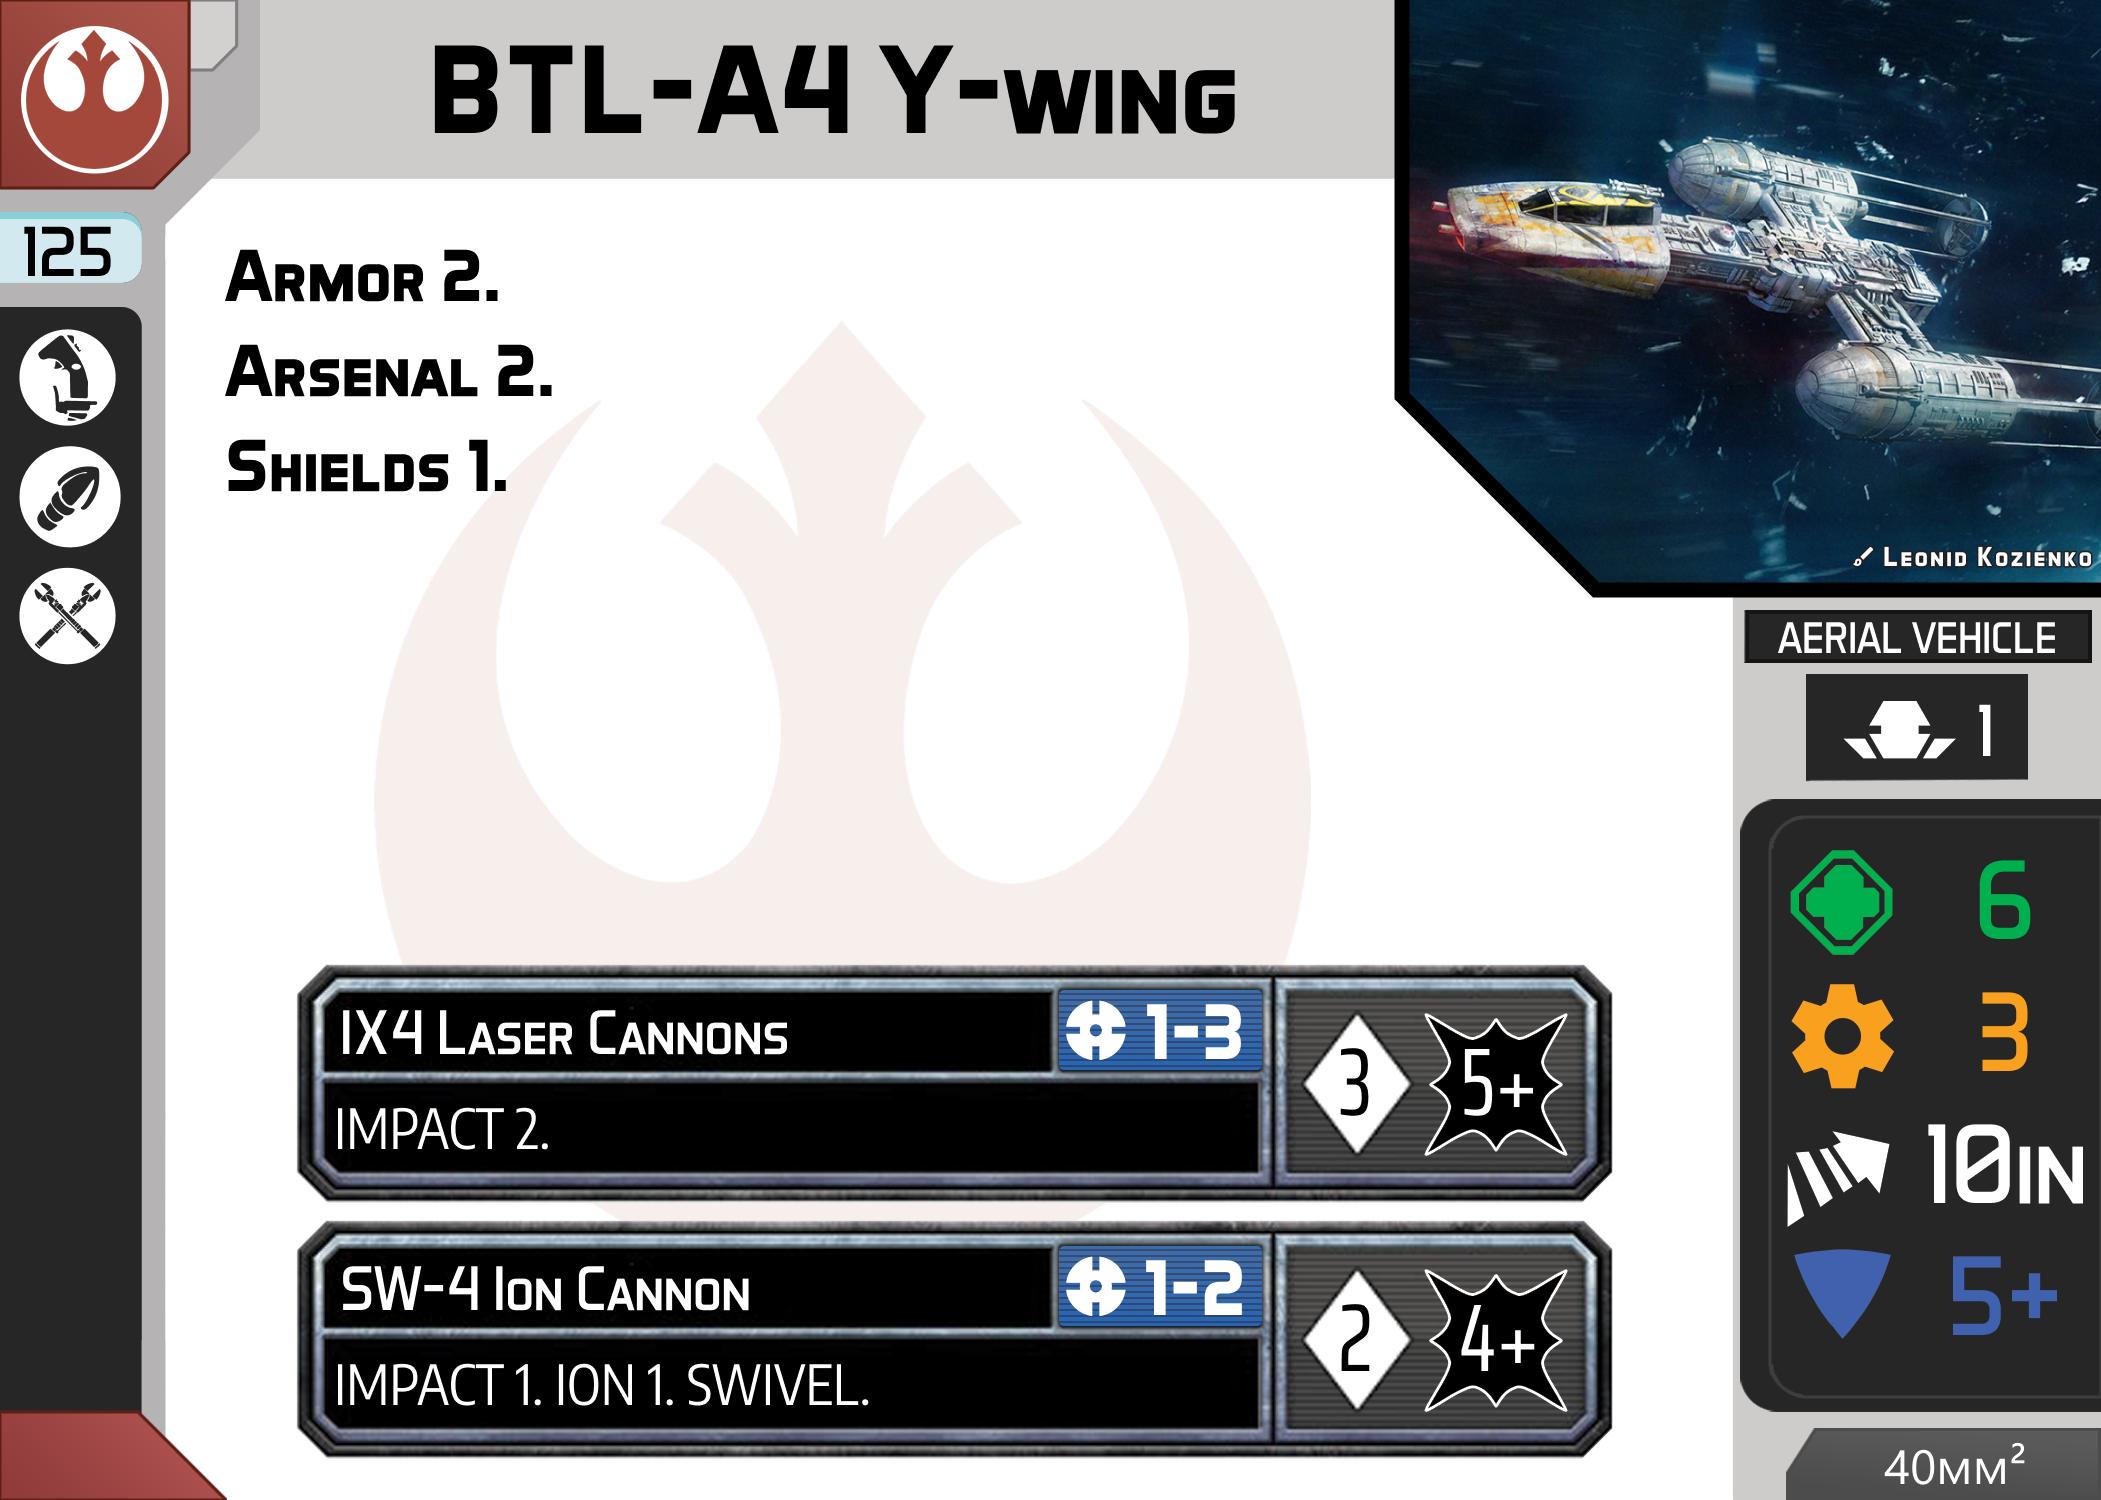 BTL-A4 Y-WING
125
ARMOR 2.
ARSENAL 2.
SHIELDS 1.
LEONID KOZIENKO
AERIAL VEHICLE
1
6
3
10IN
5+
IX4 LASER CANNONS
1-3
3
5+
IMPACT 2.
SW-4 ION CANNON
1-2
2
4+
IMPACT 1. ION 1. SWIVEL.
40MM²